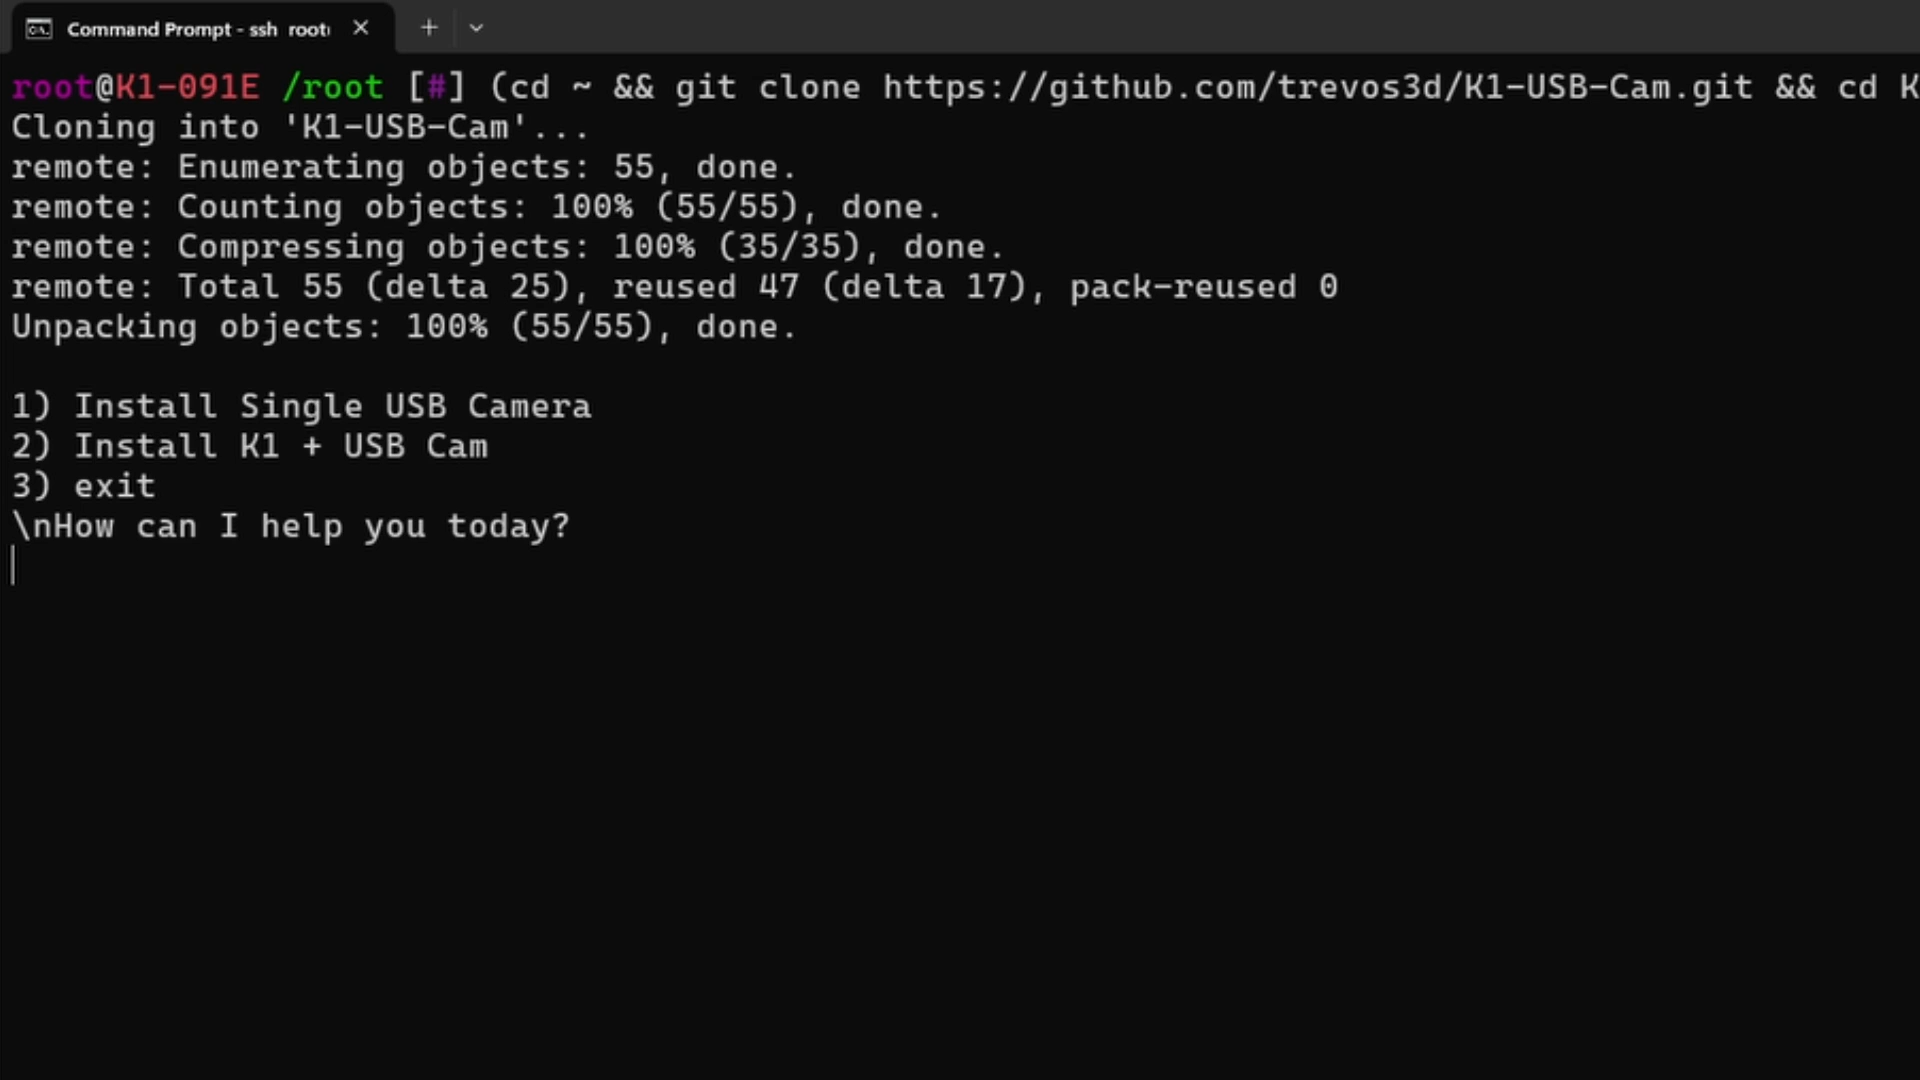 Command Prompt - ssh root
root@K1-091E /root [#] (cd ~ && git clone https://github.com/trevos3d/K1-USB-Cam.git && cd K
Cloning into 'K1-USB-Cam'...
remote: Enumerating objects: 55, done.
remote: Counting objects: 100% (55/55), done.
remote: Compressing objects: 100% (35/35), done.
remote: Total 55 (delta 25), reused 47 (delta 17), pack-reused 0
Unpacking objects: 100% (55/55), done.
1) Install Single USB Camera
2) Install K1 + USB Cam
3) exit
\nHow can I help you today?